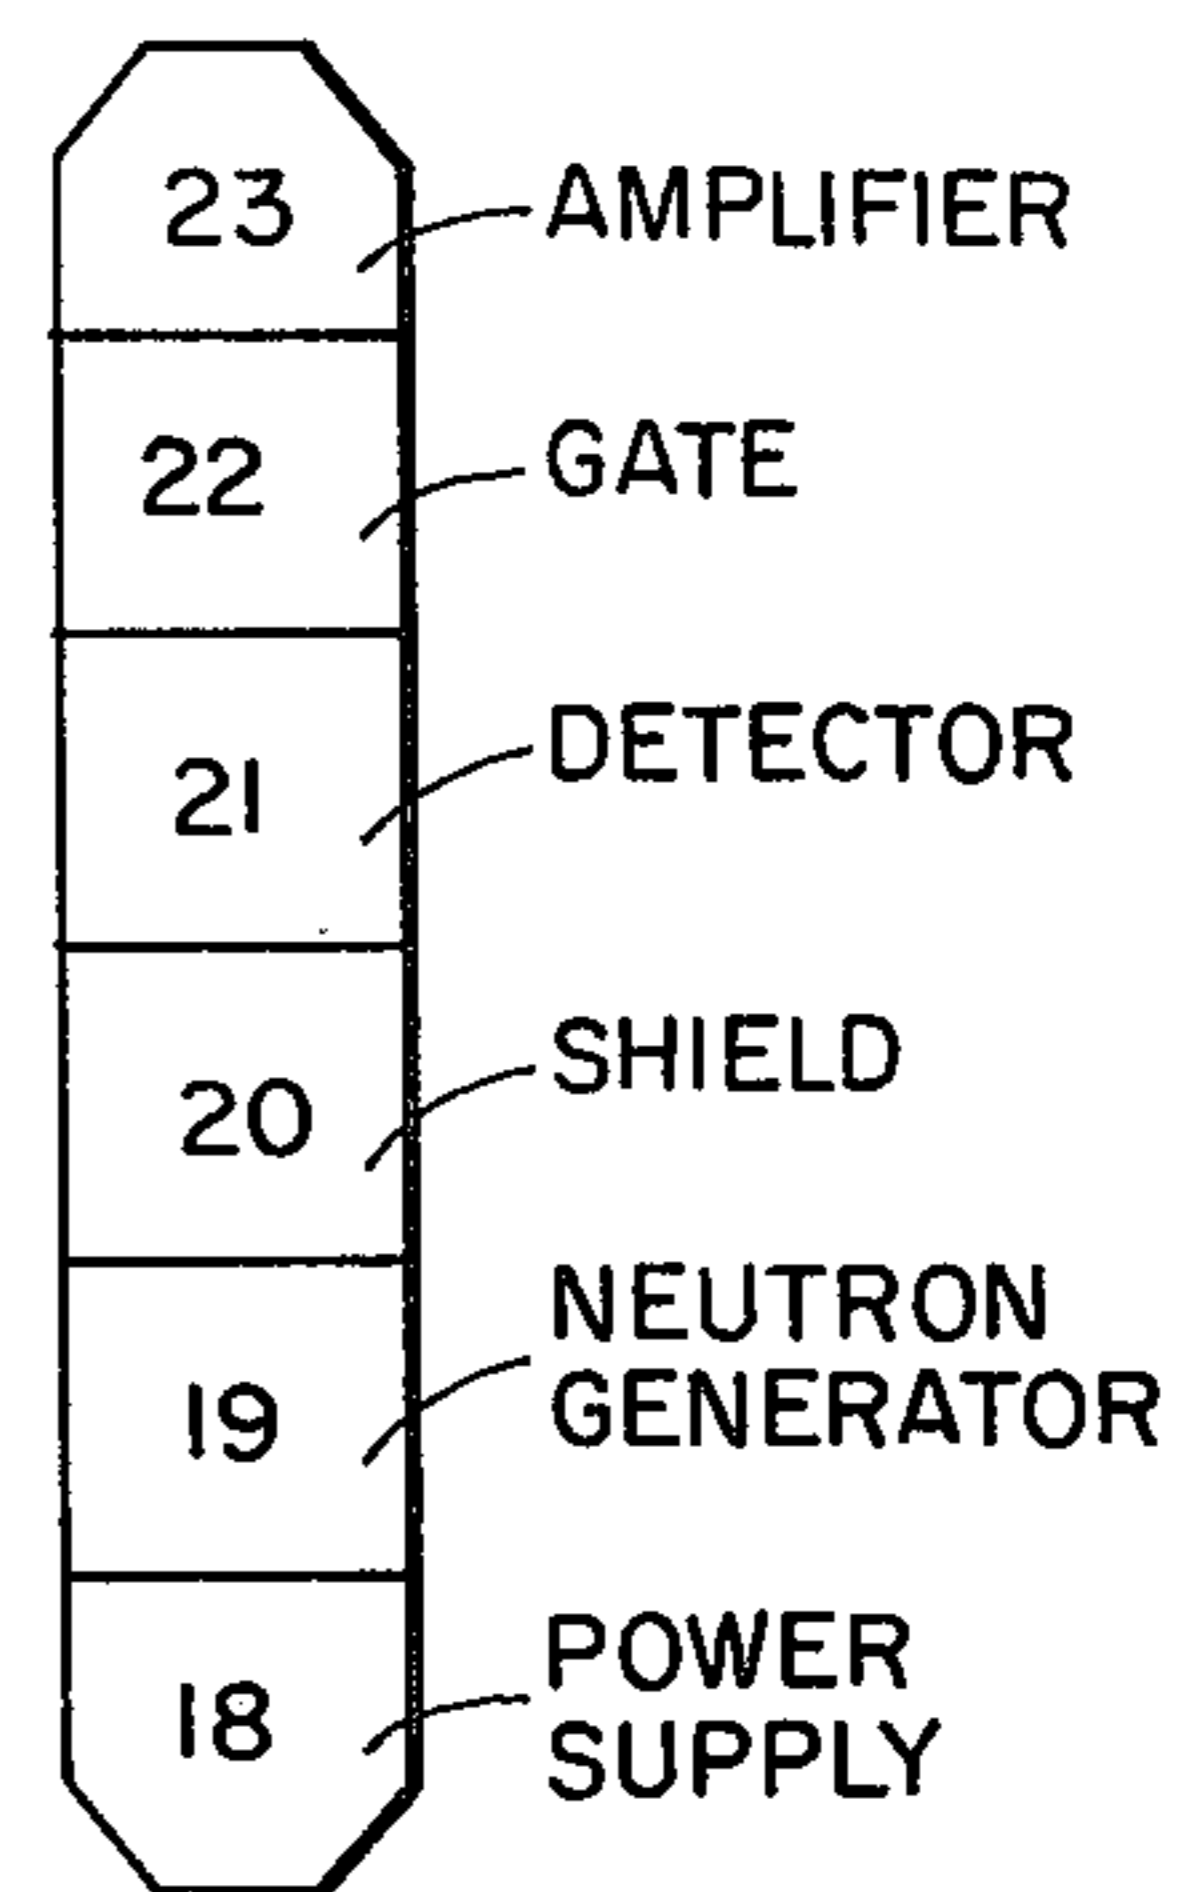 23 AMPLIFIER
22 GATE
21 DETECTOR
20 SHIELD
19 NEUTRON
GENERATOR
18 POWER
SUPPLY